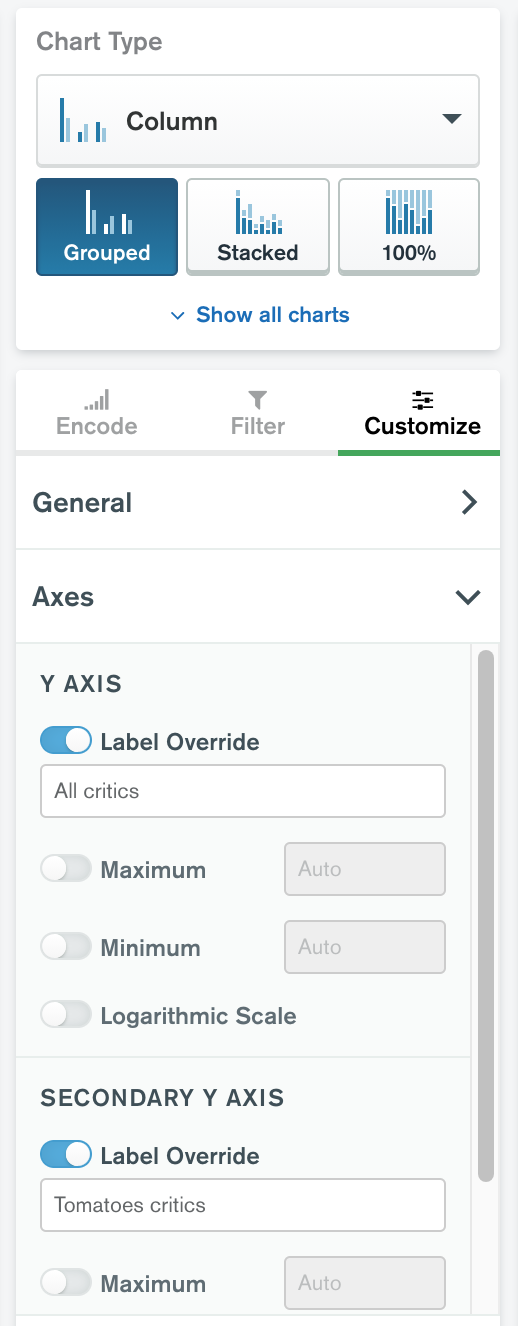 Chart Type
Column
Grouped Stacked 100%
Show all charts
Encode Filter Customize
General
Axes
Y AXIS
Label Override
All critics
Maximum Auto
Minimum Auto
Logarithmic Scale
SECONDARY Y AXIS
Label Override
Tomatoes critics
Maximum Auto